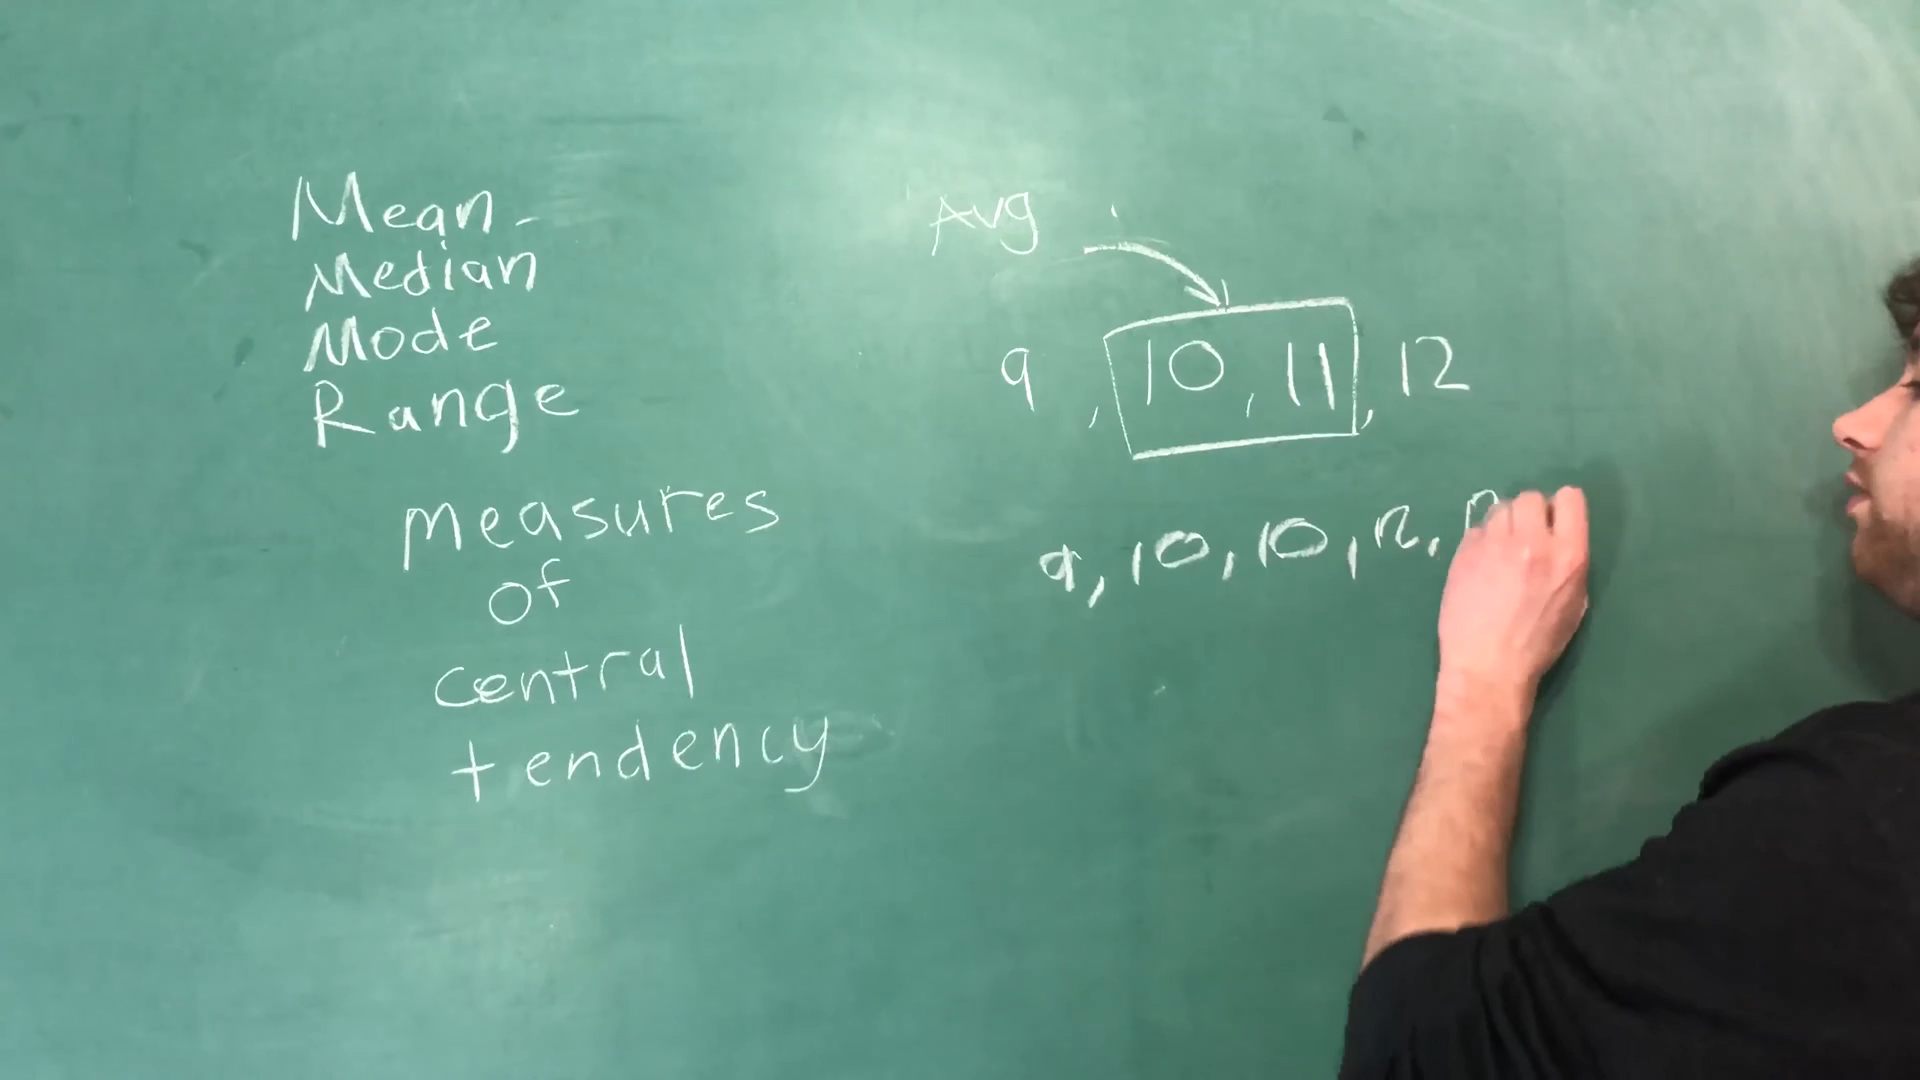 Mean -
Median
Mode
Range
measures
of
central
tendency
Avg
9, 10, 11, 12
9, 10, 10, 12,